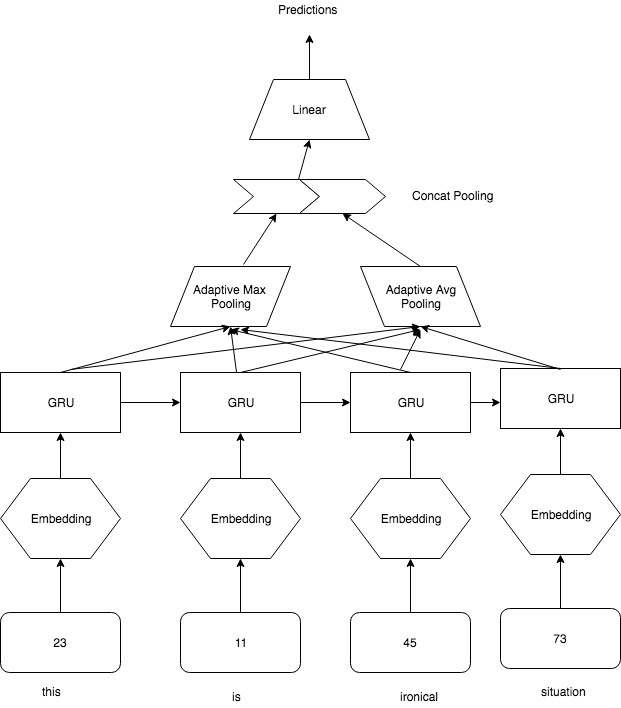 Predictions
Linear
Concat Pooling
Adaptive Max
Pooling
Adaptive Avg
Pooling
GRU
GRU
GRU
GRU
Embedding
Embedding
Embedding
Embedding
23
11
45
73
this
is
ironical
situation